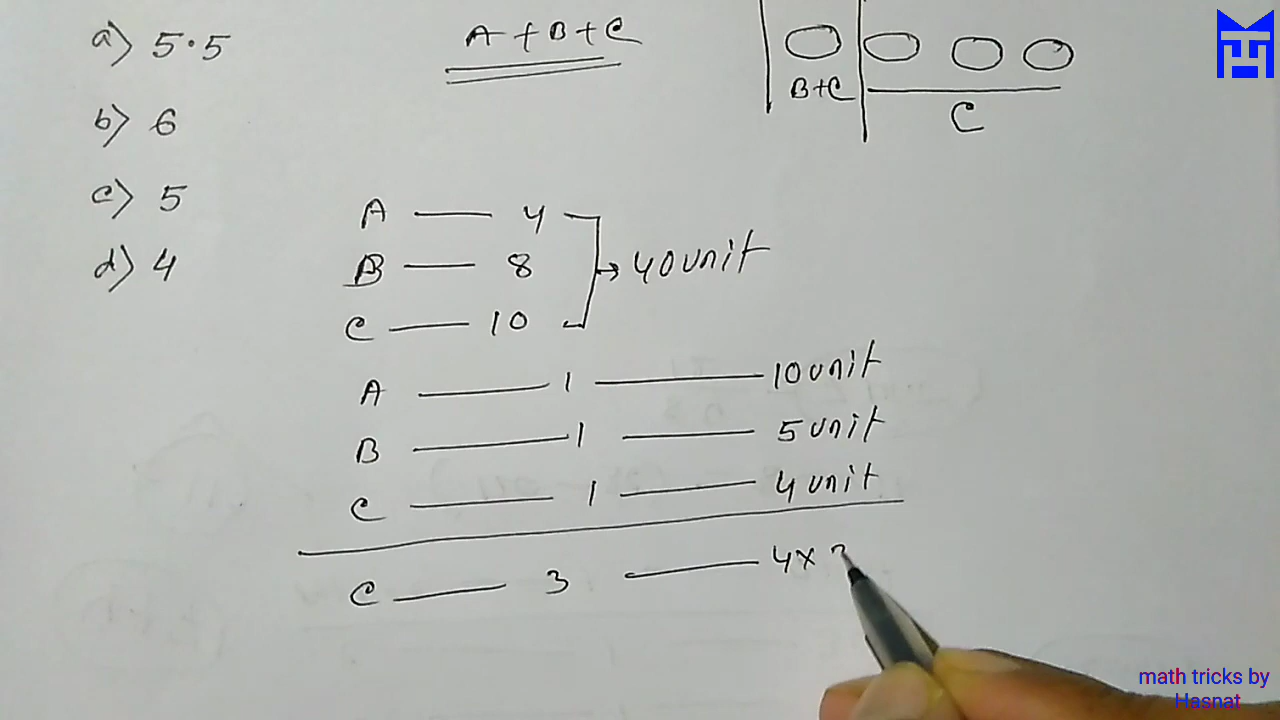 a) 5.5
A + B + C
B+C
C
b) 6
c) 5
d) 4
A — 4
B — 8
C — 10
→ 40 unit
A — 1 — 10 unit
B — 1 — 5 unit
C — 1 — 4 unit
C — 3 — 4x
math tricks by
Hasnat